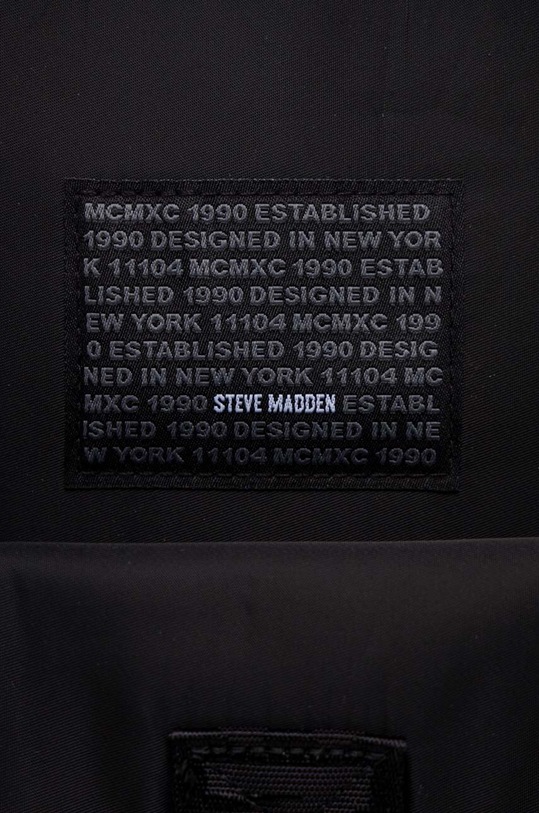 MCMXC 1990 ESTABLISHED
1990 DESIGNED IN NEW YOR
K 11104 MCMXC 1990 ESTAB
LISHED 1990 DESIGNED IN N
EW YORK 11104 MCMXC 199
0 ESTABLISHED 1990 DESIG
NED IN NEW YORK 11104 MC
MXC 1990 STEVE MADDEN ESTABL
ISHED 1990 DESIGNED IN NE
W YORK 11104 MCMXC 1990